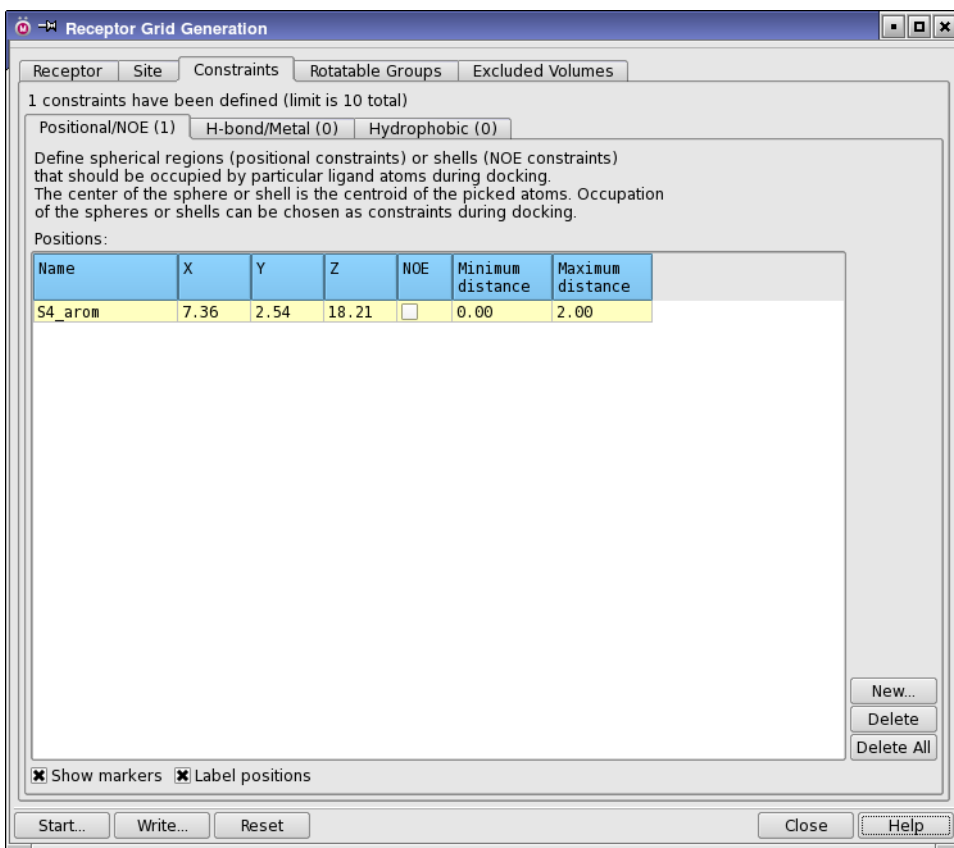 Receptor Grid Generation
Receptor Site Constraints Rotatable Groups Excluded Volumes
1 constraints have been defined (limit is 10 total)
Positional/NOE (1) H-bond/Metal (0) Hydrophobic (0)
Define spherical regions (positional constraints) or shells (NOE constraints)
that should be occupied by particular ligand atoms during docking.
The center of the sphere or shell is the centroid of the picked atoms. Occupation
of the spheres or shells can be chosen as constraints during docking.
Positions:
Name X Y Z NOE Minimum distance Maximum distance
S4_arom 7.36 2.54 18.21 0.00 2.00
New...
Delete
Delete All
Show markers Label positions
Start... Write... Reset Close Help